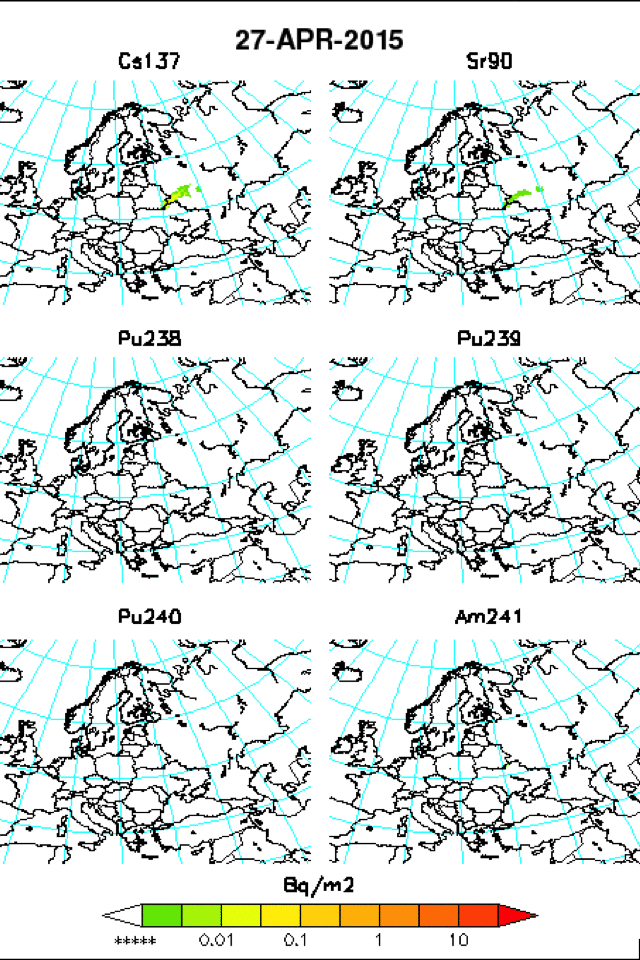 27-APR-2015
Cs137 Sr90
Pu238 Pu239
Pu240 Am241
Bq/m2
***** 0.01 0.1 1 10